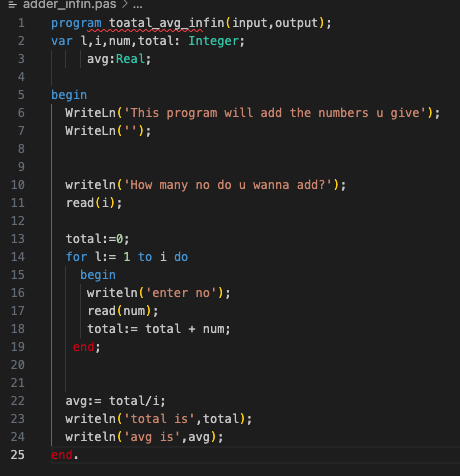 adder_infin.pas > ...
1 program toatal_avg_infin(input,output);
2 var l,i,num,total: Integer;
3 avg:Real;
4
5 begin
6 WriteLn('This program will add the numbers u give');
7 WriteLn('');
8
9
10 writeln('How many no do u wanna add?');
11 read(i);
12
13 total:=0;
14 for l:= 1 to i do
15 begin
16 writeln('enter no');
17 read(num);
18 total:= total + num;
19 end;
20
21
22 avg:= total/i;
23 writeln('total is',total);
24 writeln('avg is',avg);
25 end.